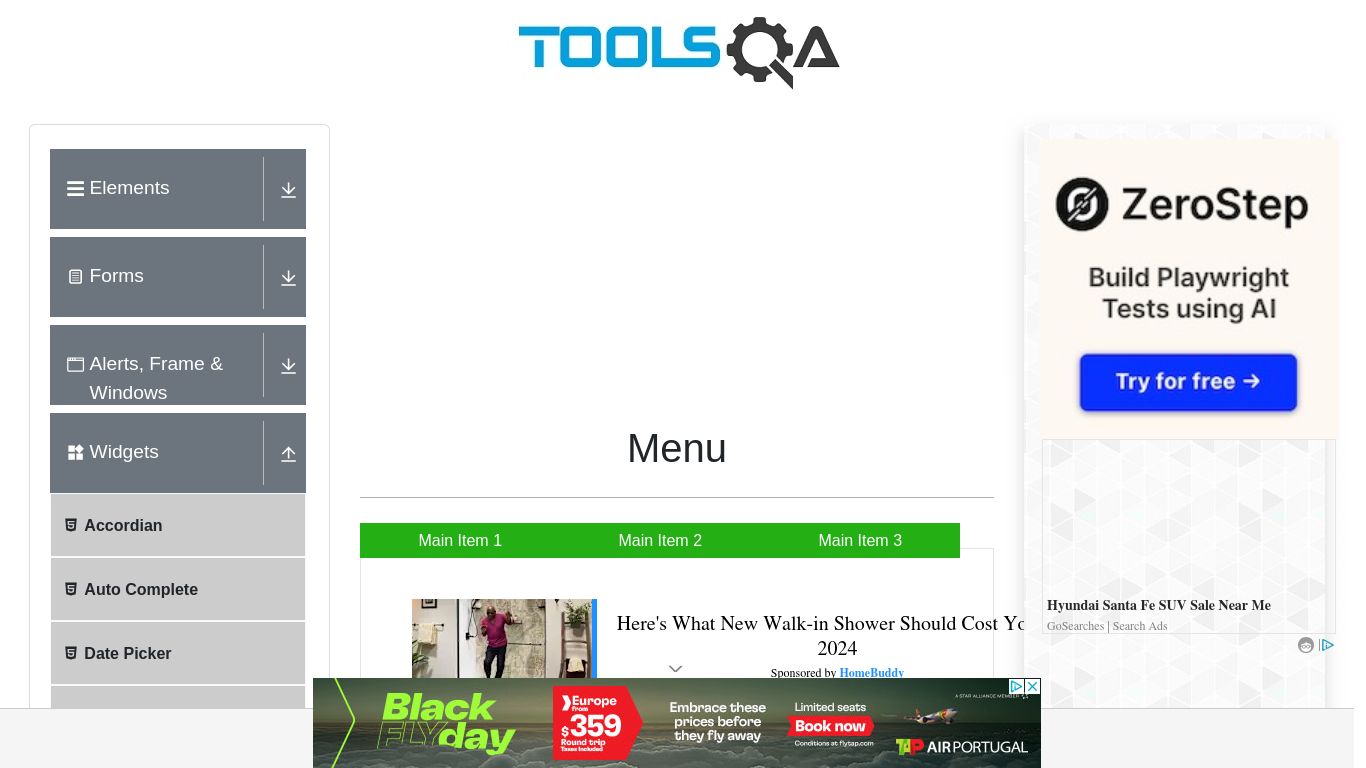 TOOLSQA
Elements
Forms
Alerts, Frame &
Windows
Widgets
Accordian
Auto Complete
Date Picker
Menu
Main Item 1
Main Item 2
Main Item 3
Here's What New Walk-in Shower Should Cost Yo
2024
Sponsored by HomeBuddy
ZeroStep
Build Playwright
Tests using AI
Try for free →
Hyundai Santa Fe SUV Sale Near Me
GoSearches | Search Ads
Black
FLY day
Europe
from
$359
Round trip
Taxes included
Embrace these
prices before
they fly away
Limited seats
Book now
Conditions at flytap.com
A STAR ALLIANCE MEMBER
TAP AIR PORTUGAL